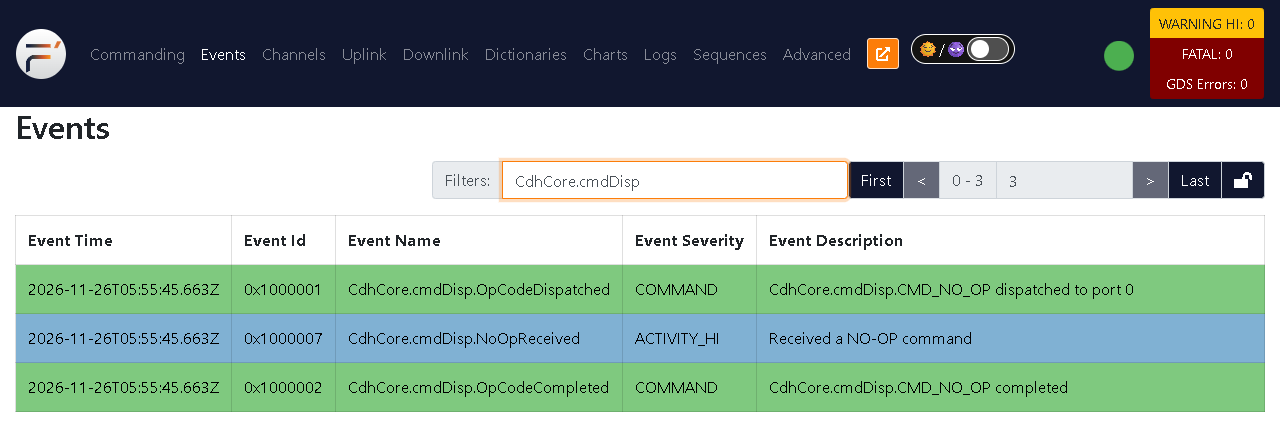 Commanding Events Channels Uplink Downlink Dictionaries Charts Logs Sequences Advanced /
WARNING HI: 0
FATAL: 0
GDS Errors: 0
Events
Filters: CdhCore.cmdDisp First < 0 - 3 3 > Last
Event Time Event Id Event Name Event Severity Event Description
2026-11-26T05:55:45.663Z 0x1000001 CdhCore.cmdDisp.OpCodeDispatched COMMAND CdhCore.cmdDisp.CMD_NO_OP dispatched to port 0
2026-11-26T05:55:45.663Z 0x1000007 CdhCore.cmdDisp.NoOpReceived ACTIVITY_HI Received a NO-OP command
2026-11-26T05:55:45.663Z 0x1000002 CdhCore.cmdDisp.OpCodeCompleted COMMAND CdhCore.cmdDisp.CMD_NO_OP completed